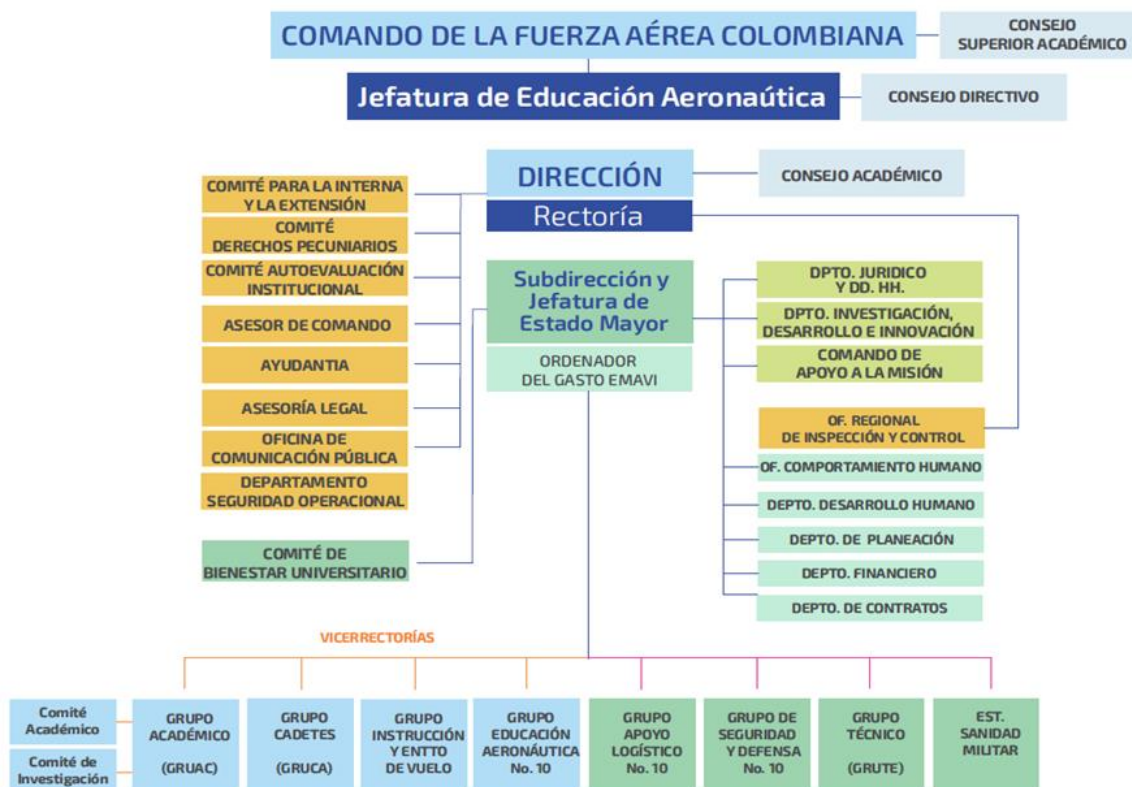 COMANDO DE LA FUERZA AÉREA COLOMBIANA
CONSEJO
SUPERIOR ACADÉMICO
Jefatura de Educación Aeronaútica
CONSEJO DIRECTIVO
DIRECCIÓN
Rectoría
CONSEJO ACADÉMICO
COMITÉ PARA LA INTERNA
Y LA EXTENSIÓN
COMITÉ
DERECHOS PECUNIARIOS
COMITÉ AUTOEVALUACIÓN
INSTITUCIONAL
ASESOR DE COMANDO
AYUDANTIA
ASESORÍA LEGAL
OFICINA DE
COMUNICACIÓN PÚBLICA
DEPARTAMENTO
SEGURIDAD OPERACIONAL
COMITÉ DE
BIENESTAR UNIVERSITARIO
Subdirección y
Jefatura de
Estado Mayor
ORDENADOR
DEL GASTO EMAVI
DPTO. JURIDICO
Y DD. HH.
DPTO. INVESTIGACIÓN,
DESARROLLO E INNOVACIÓN
COMANDO DE
APOYO A LA MISIÓN
OF. REGIONAL
DE INSPECCIÓN Y CONTROL
OF. COMPORTAMIENTO HUMANO
DEPTO. DESARROLLO HUMANO
DEPTO. DE PLANEACIÓN
DEPTO. FINANCIERO
DEPTO. DE CONTRATOS
VICERRECTORÍAS
Comité
Académico
Comité de
Investigación
GRUPO
ACADÉMICO
(GRUAC)
GRUPO
CADETES
(GRUCA)
GRUPO
INSTRUCCIÓN
Y ENTTO
DE VUELO
GRUPO
EDUCACIÓN
AERONÁUTICA
No. 10
GRUPO
APOYO
LOGÍSTICO
No. 10
GRUPO DE
SEGURIDAD
Y DEFENSA
No. 10
GRUPO
TÉCNICO
(GRUTE)
EST.
SANIDAD
MILITAR